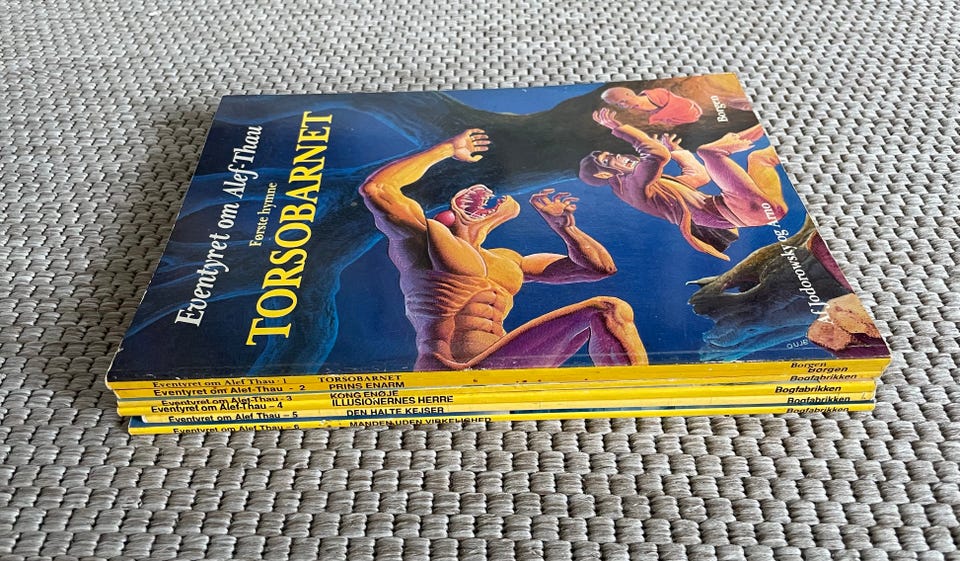 Eventyret om Alef-Thau
Første hymne
TORSOBARNET
Borgen
Jodorowsky og Arno
arno
Eventyret om Alef Thau · 1 TORSOBARNET Borgen
Eventyret om Alef-Thau - 2 PRINS ENARM Borgen
Eventyret om Alef-Thau - 3 KONG ENØJE Bogfabrikken
Eventyret om Alef-Thau - 4 ILLUSIONERNES HERRE Bogfabrikken
Eventyret om Alef-Thau - 5 DEN HALTE KEJSER Bogfabrikken
Eventyret om Alef Thau - 6 MANDEN UDEN VIRKELIGHED Bogfabrikken